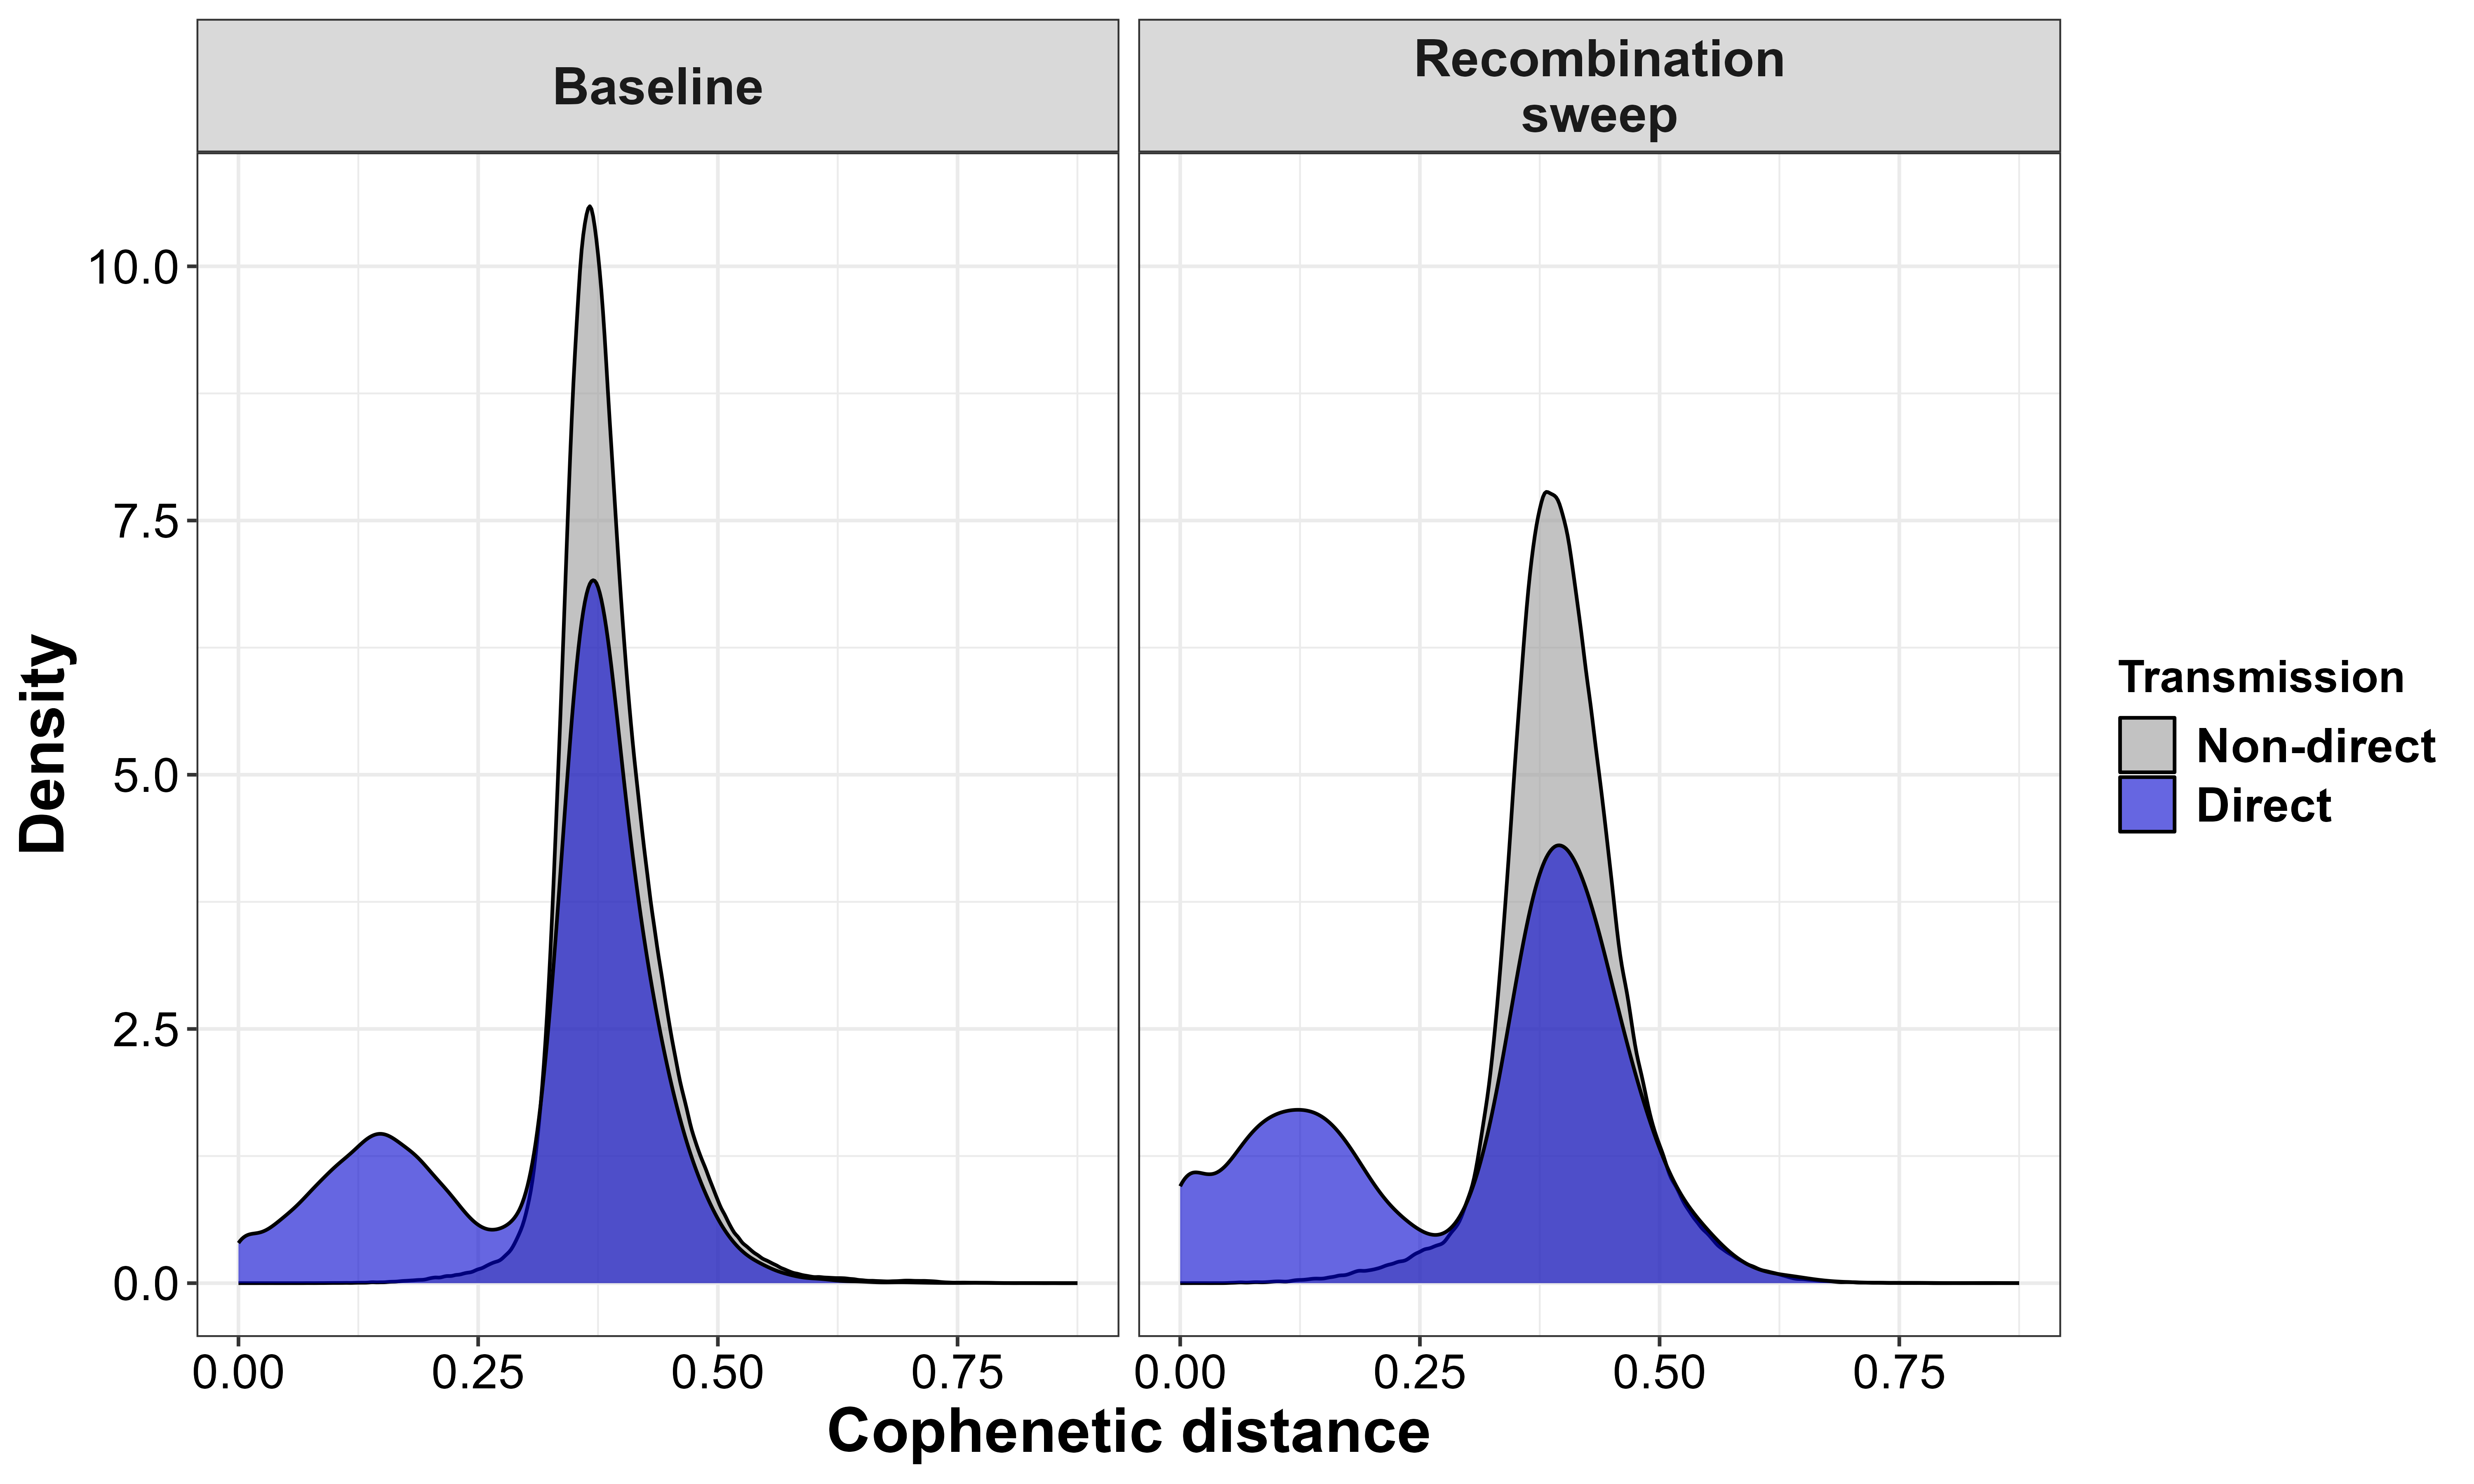 Baseline
Recombination
sweep
10.0
7.5
5.0
2.5
0.0
Density
0.00 0.25 0.50 0.75
0.00 0.25 0.50 0.75
Cophenetic distance
Transmission
Non-direct
Direct